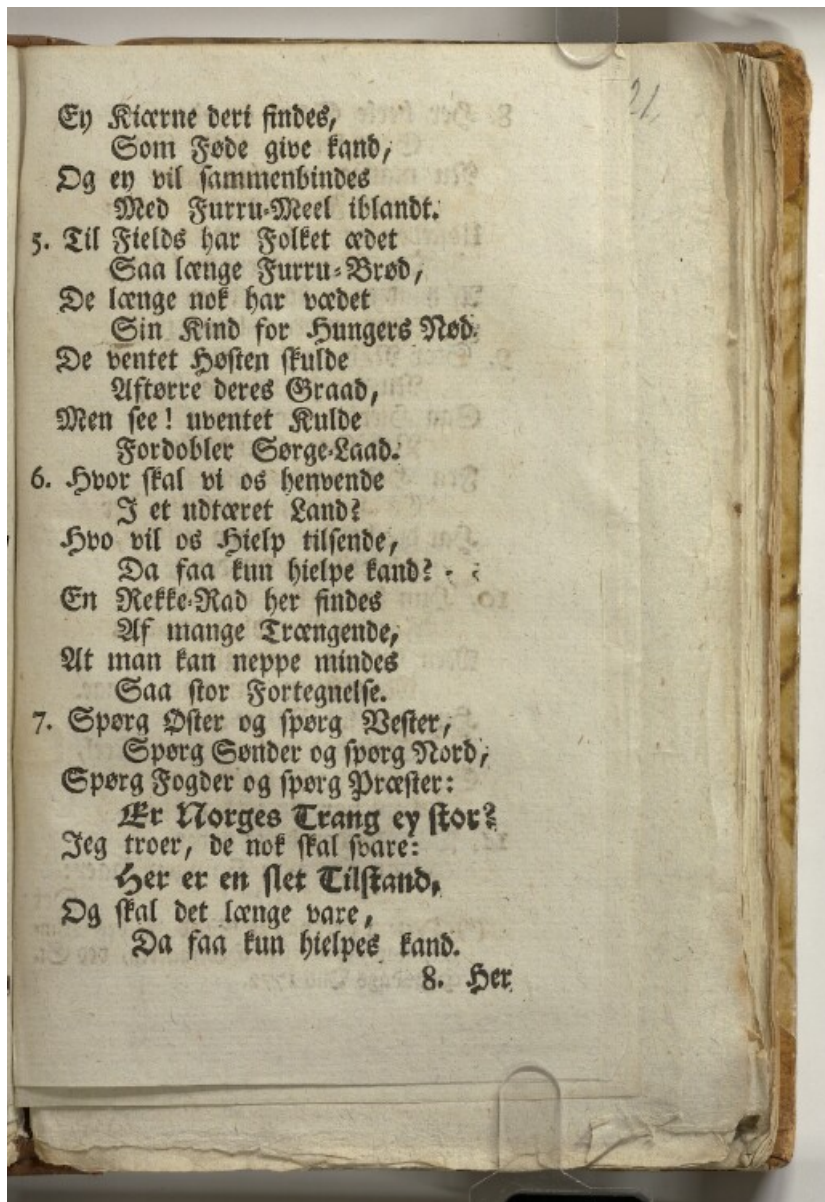 21
Ey Kiærne deri findes,
Som Føde give kand,
Og ey vil sammenbindes
Med Furru-Meel iblandt.
5. Til Fields har Folket ædet
Saa længe Furru-Brød,
De længe nok har vædet
Sin Kind for Hungers Nød.
De ventet Høsten skulde
Aftørre deres Graad,
Men see! uventet Kulde
Fordobler Sørge-Laad.
6. Hvor skal vi os henvende
I et udtæret Land?
Hvo vil os Hielp tilsende,
Da faa kun hielpe kand? - ?
En Rekke-Rad her findes
Af mange Trængende,
At man kan neppe mindes
Saa stor Fortegnelse.
7. Spørg Øster og spørg Vester,
Spørg Sønder og spørg Nord,
Spørg Fogder og spørg Præster:
Er Norges Trang ey stor?
Jeg troer, de nok skal svare:
Her er en slet Tilstand,
Og skal det længe vare,
Da faa kun hielpes kand.
8. Her